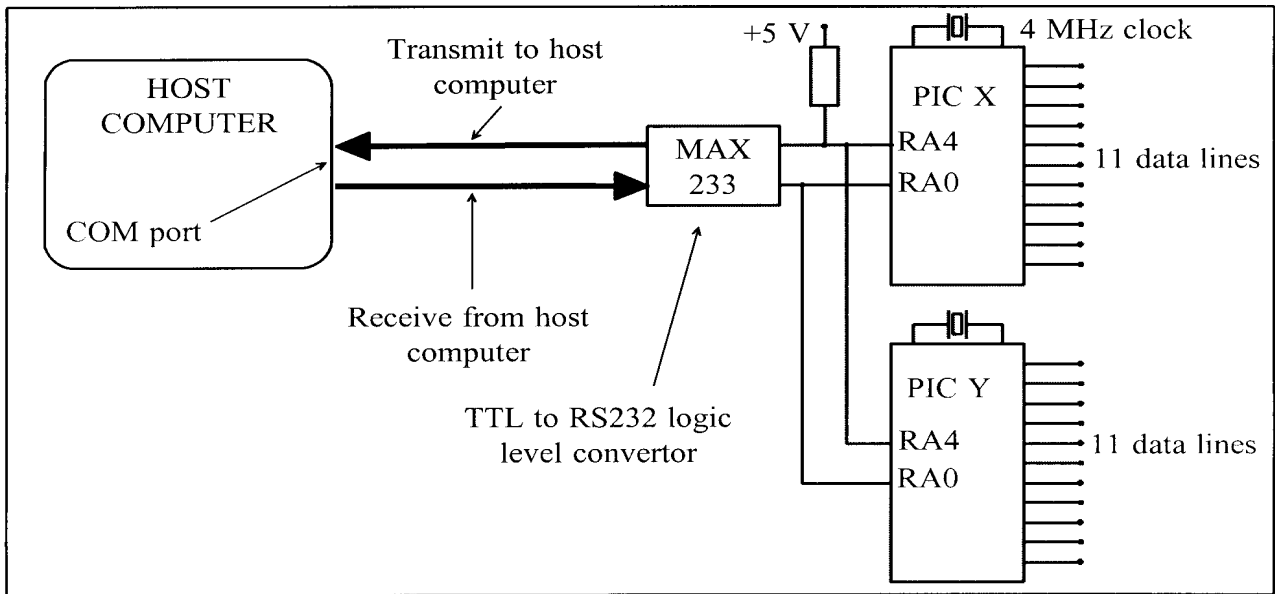 HOST
COMPUTER
COM port
Transmit to host
computer
Receive from host
computer
MAX
233
TTL to RS232 logic
level convertor
+5 V
4 MHz clock
PIC X
RA4
RA0
11 data lines
PIC Y
RA4
RA0
11 data lines